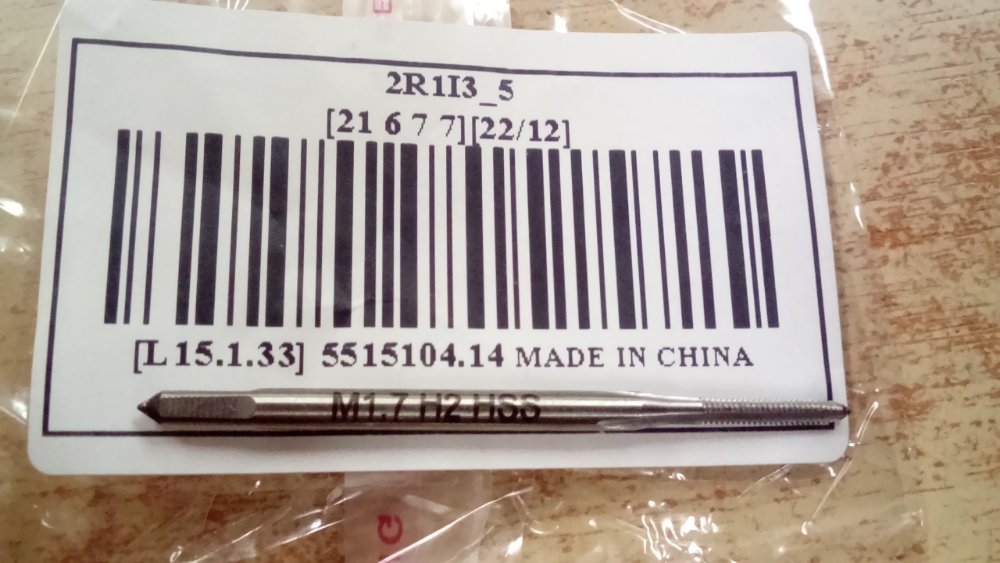 2R1I3_5
[21 6 7 7][22/12]
[L 15.1.33] 5515104.14 MADE IN CHINA
M1.7 H2 HSS